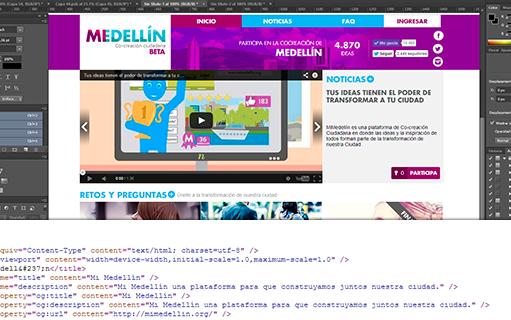 INICIO NOTICIAS FAQ INGRESAR
MEDELLÍN
Co-creación ciudadana
BETA
PARTICIPA EN LA COCREACIÓN DE
MEDELLÍN
4.870
IDEAS
Me gusta
Seguir
Tus ideas tienen el poder de transformar a tu c
183
36
NOTICIAS
TUS IDEAS TIENEN EL PODER DE
TRANSFORMAR A TU CIUDAD
MiMedellín es una plataforma de Co-creación
Ciudadana en donde las ideas y la inspiración de
todos forman parte de la transformación de
nuestra Ciudad
0 PARTICIPA
RETOS Y PREGUNTAS
Únete a la transformación de nuestra ciudad
quiv="Content-Type" content="text/html; charset=utf-8" />
viewport" content="width=device-width,initial-scale=1.0,maximum-scale=1.0" />
dell&#237;n</title>
me="title" content="Mi Medellín" />
me="description" content="Mi Medellín una plataforma para que construyamos juntos nuestra ciudad." />
operty="og:title" content="Mi Medellín" />
operty="og:description" content="Mi Medellín una plataforma para que construyamos juntos nuestra ciudad." />
operty="og:url" content="http://mimedellin.org/" />